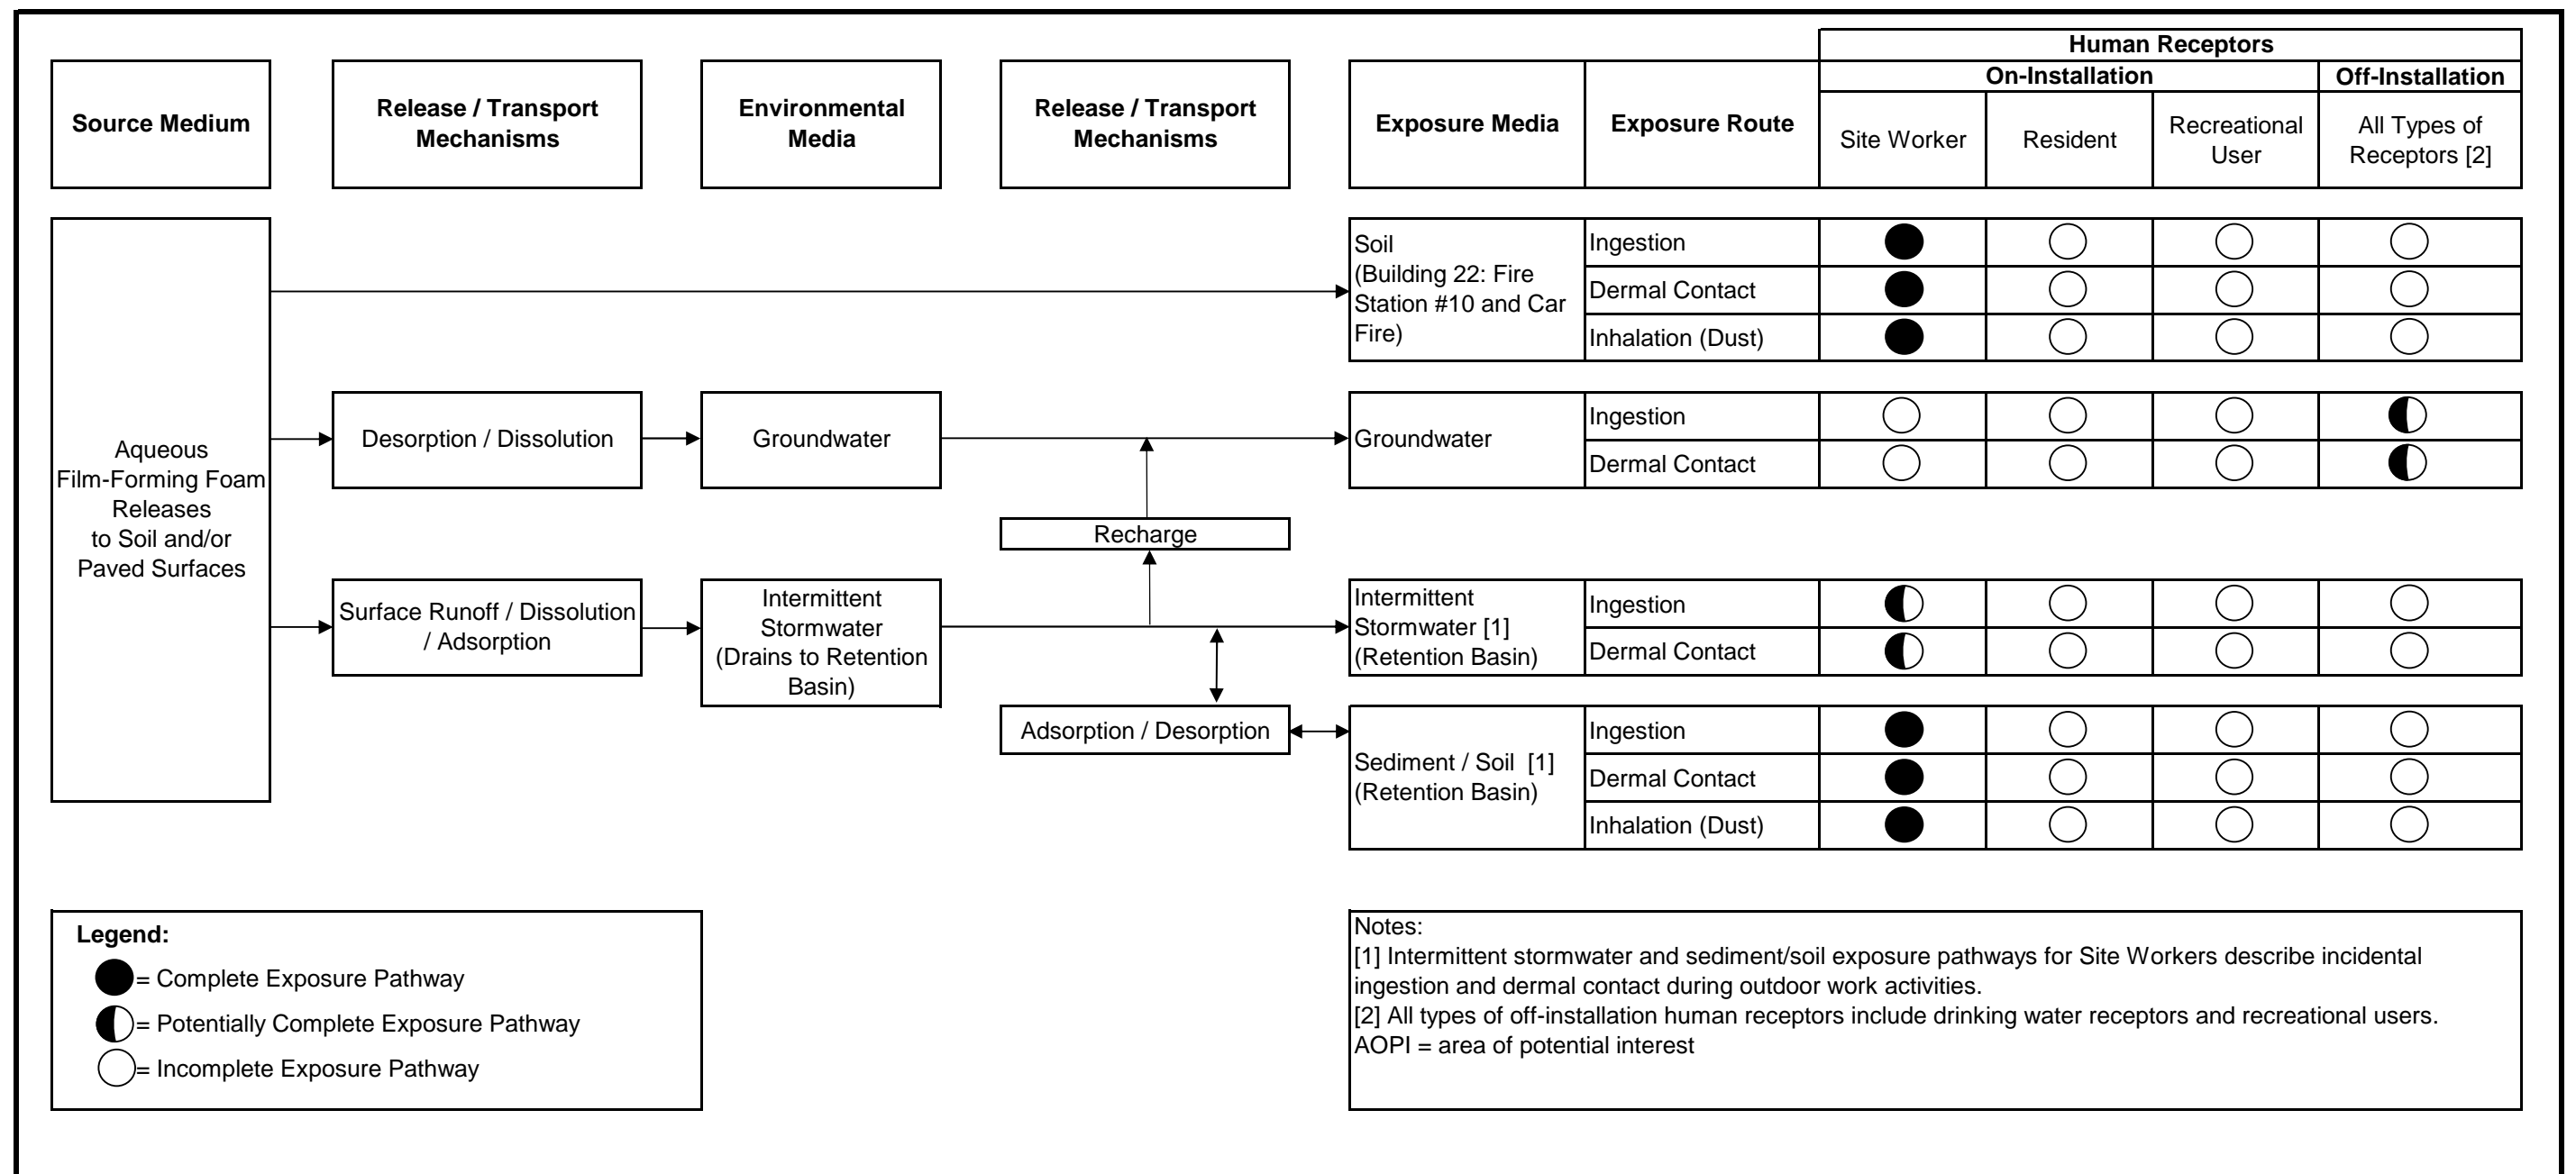 Human Receptors
On-Installation
Off-Installation
Source Medium
Release / Transport
Mechanisms
Environmental
Media
Release / Transport
Mechanisms
Exposure Media
Exposure Route
Site Worker
Resident
Recreational
User
All Types of
Receptors [2]
Aqueous
Film-Forming Foam
Releases
to Soil and/or
Paved Surfaces
Soil
(Building 22: Fire
Station #10 and Car
Fire)
Ingestion
Dermal Contact
Inhalation (Dust)
Desorption / Dissolution
Groundwater
Groundwater
Ingestion
Dermal Contact
Recharge
Surface Runoff / Dissolution
/ Adsorption
Intermittent
Stormwater
(Drains to Retention
Basin)
Intermittent
Stormwater [1]
(Retention Basin)
Ingestion
Dermal Contact
Adsorption / Desorption
Sediment / Soil [1]
(Retention Basin)
Ingestion
Dermal Contact
Inhalation (Dust)
Legend:
= Complete Exposure Pathway
= Potentially Complete Exposure Pathway
= Incomplete Exposure Pathway
Notes:
[1] Intermittent stormwater and sediment/soil exposure pathways for Site Workers describe incidental
ingestion and dermal contact during outdoor work activities.
[2] All types of off-installation human receptors include drinking water receptors and recreational users.
AOPI = area of potential interest